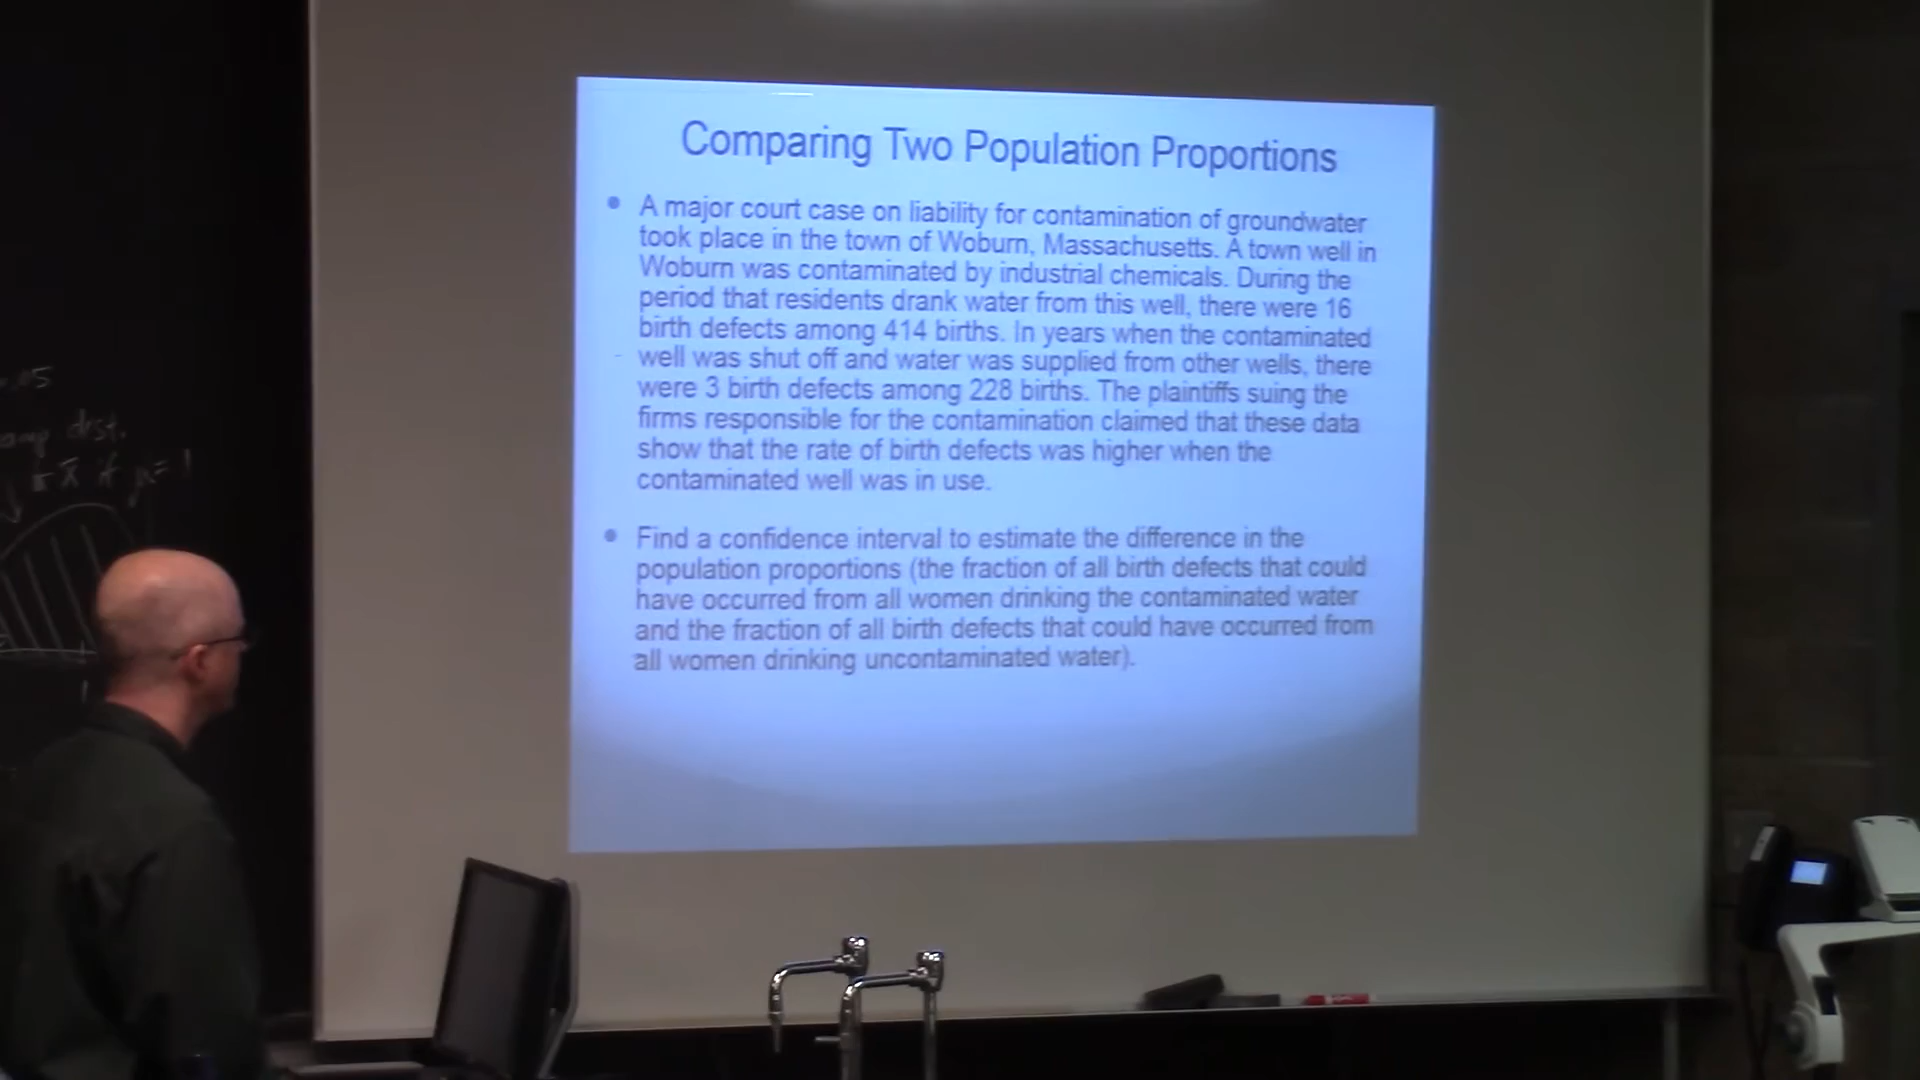 Comparing Two Population Proportions
• A major court case on liability for contamination of groundwater
took place in the town of Woburn, Massachusetts. A town well in
Woburn was contaminated by industrial chemicals. During the
period that residents drank water from this well, there were 16
birth defects among 414 births. In years when the contaminated
well was shut off and water was supplied from other wells, there
were 3 birth defects among 228 births. The plaintiffs suing the
firms responsible for the contamination claimed that these data
show that the rate of birth defects was higher when the
contaminated well was in use.
• Find a confidence interval to estimate the difference in the
population proportions (the fraction of all birth defects that could
have occurred from all women drinking the contaminated water
and the fraction of all birth defects that could have occurred from
all women drinking uncontaminated water).
.05
dist.
x̄ if μ=1